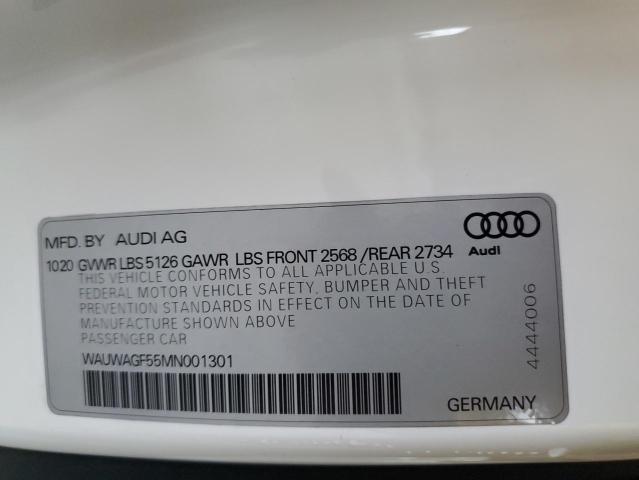 MFD. BY AUDI AG
1020 GVWR LBS 5126 GAWR LBS FRONT 2568 /REAR 2734
THIS VEHICLE CONFORMS TO ALL APPLICABLE U.S.
FEDERAL MOTOR VEHICLE SAFETY, BUMPER AND THEFT
PREVENTION STANDARDS IN EFFECT ON THE DATE OF
MANUFACTURE SHOWN ABOVE
PASSENGER CAR
WAUWAGF55MN001301
Audi
4444006
GERMANY